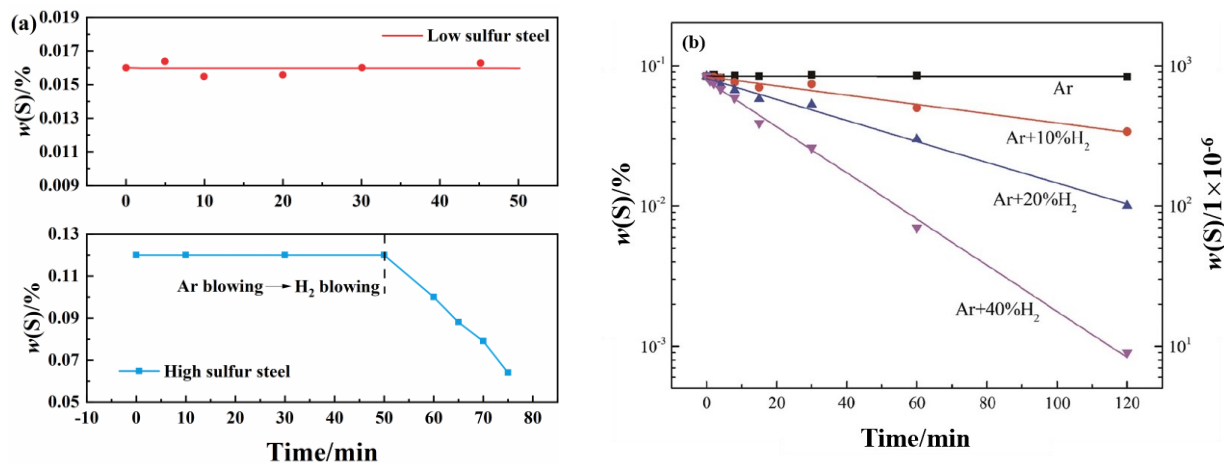 (a)
0.019
0.017
0.015
0.013
0.011
0.009
w(S)/%
Low sulfur steel
0 10 20 30 40 50
0.13
0.11
0.09
0.07
0.05
w(S)/%
Ar blowing → H₂ blowing
High sulfur steel
-10 0 10 20 30 40 50 60 70 80
Time/min
(b)
10⁻¹
10⁻²
10⁻³
w(S)/%
Ar
Ar+10%H₂
Ar+20%H₂
Ar+40%H₂
10³
10²
10¹
w(S)/1×10⁻⁶
0 20 40 60 80 100 120
Time/min